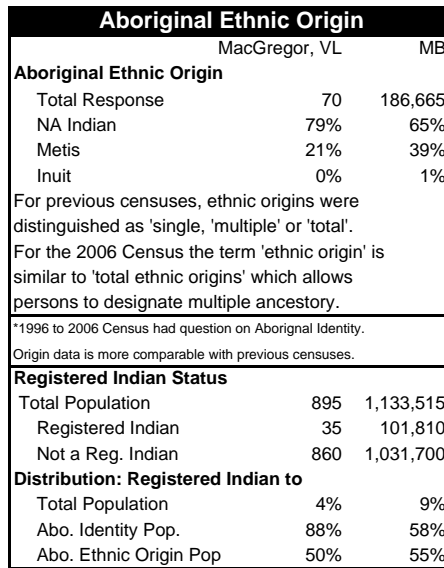 Aboriginal Ethnic Origin
MacGregor, VL MB
Aboriginal Ethnic Origin
Total Response 70 186,665
NA Indian 79% 65%
Metis 21% 39%
Inuit 0% 1%
For previous censuses, ethnic origins were
distinguished as 'single, 'multiple' or 'total'.
For the 2006 Census the term 'ethnic origin' is
similar to 'total ethnic origins' which allows
persons to designate multiple ancestory.
*1996 to 2006 Census had question on Aborignal Identity.
Origin data is more comparable with previous censuses.
Registered Indian Status
Total Population 895 1,133,515
Registered Indian 35 101,810
Not a Reg. Indian 860 1,031,700
Distribution: Registered Indian to
Total Population 4% 9%
Abo. Identity Pop. 88% 58%
Abo. Ethnic Origin Pop 50% 55%